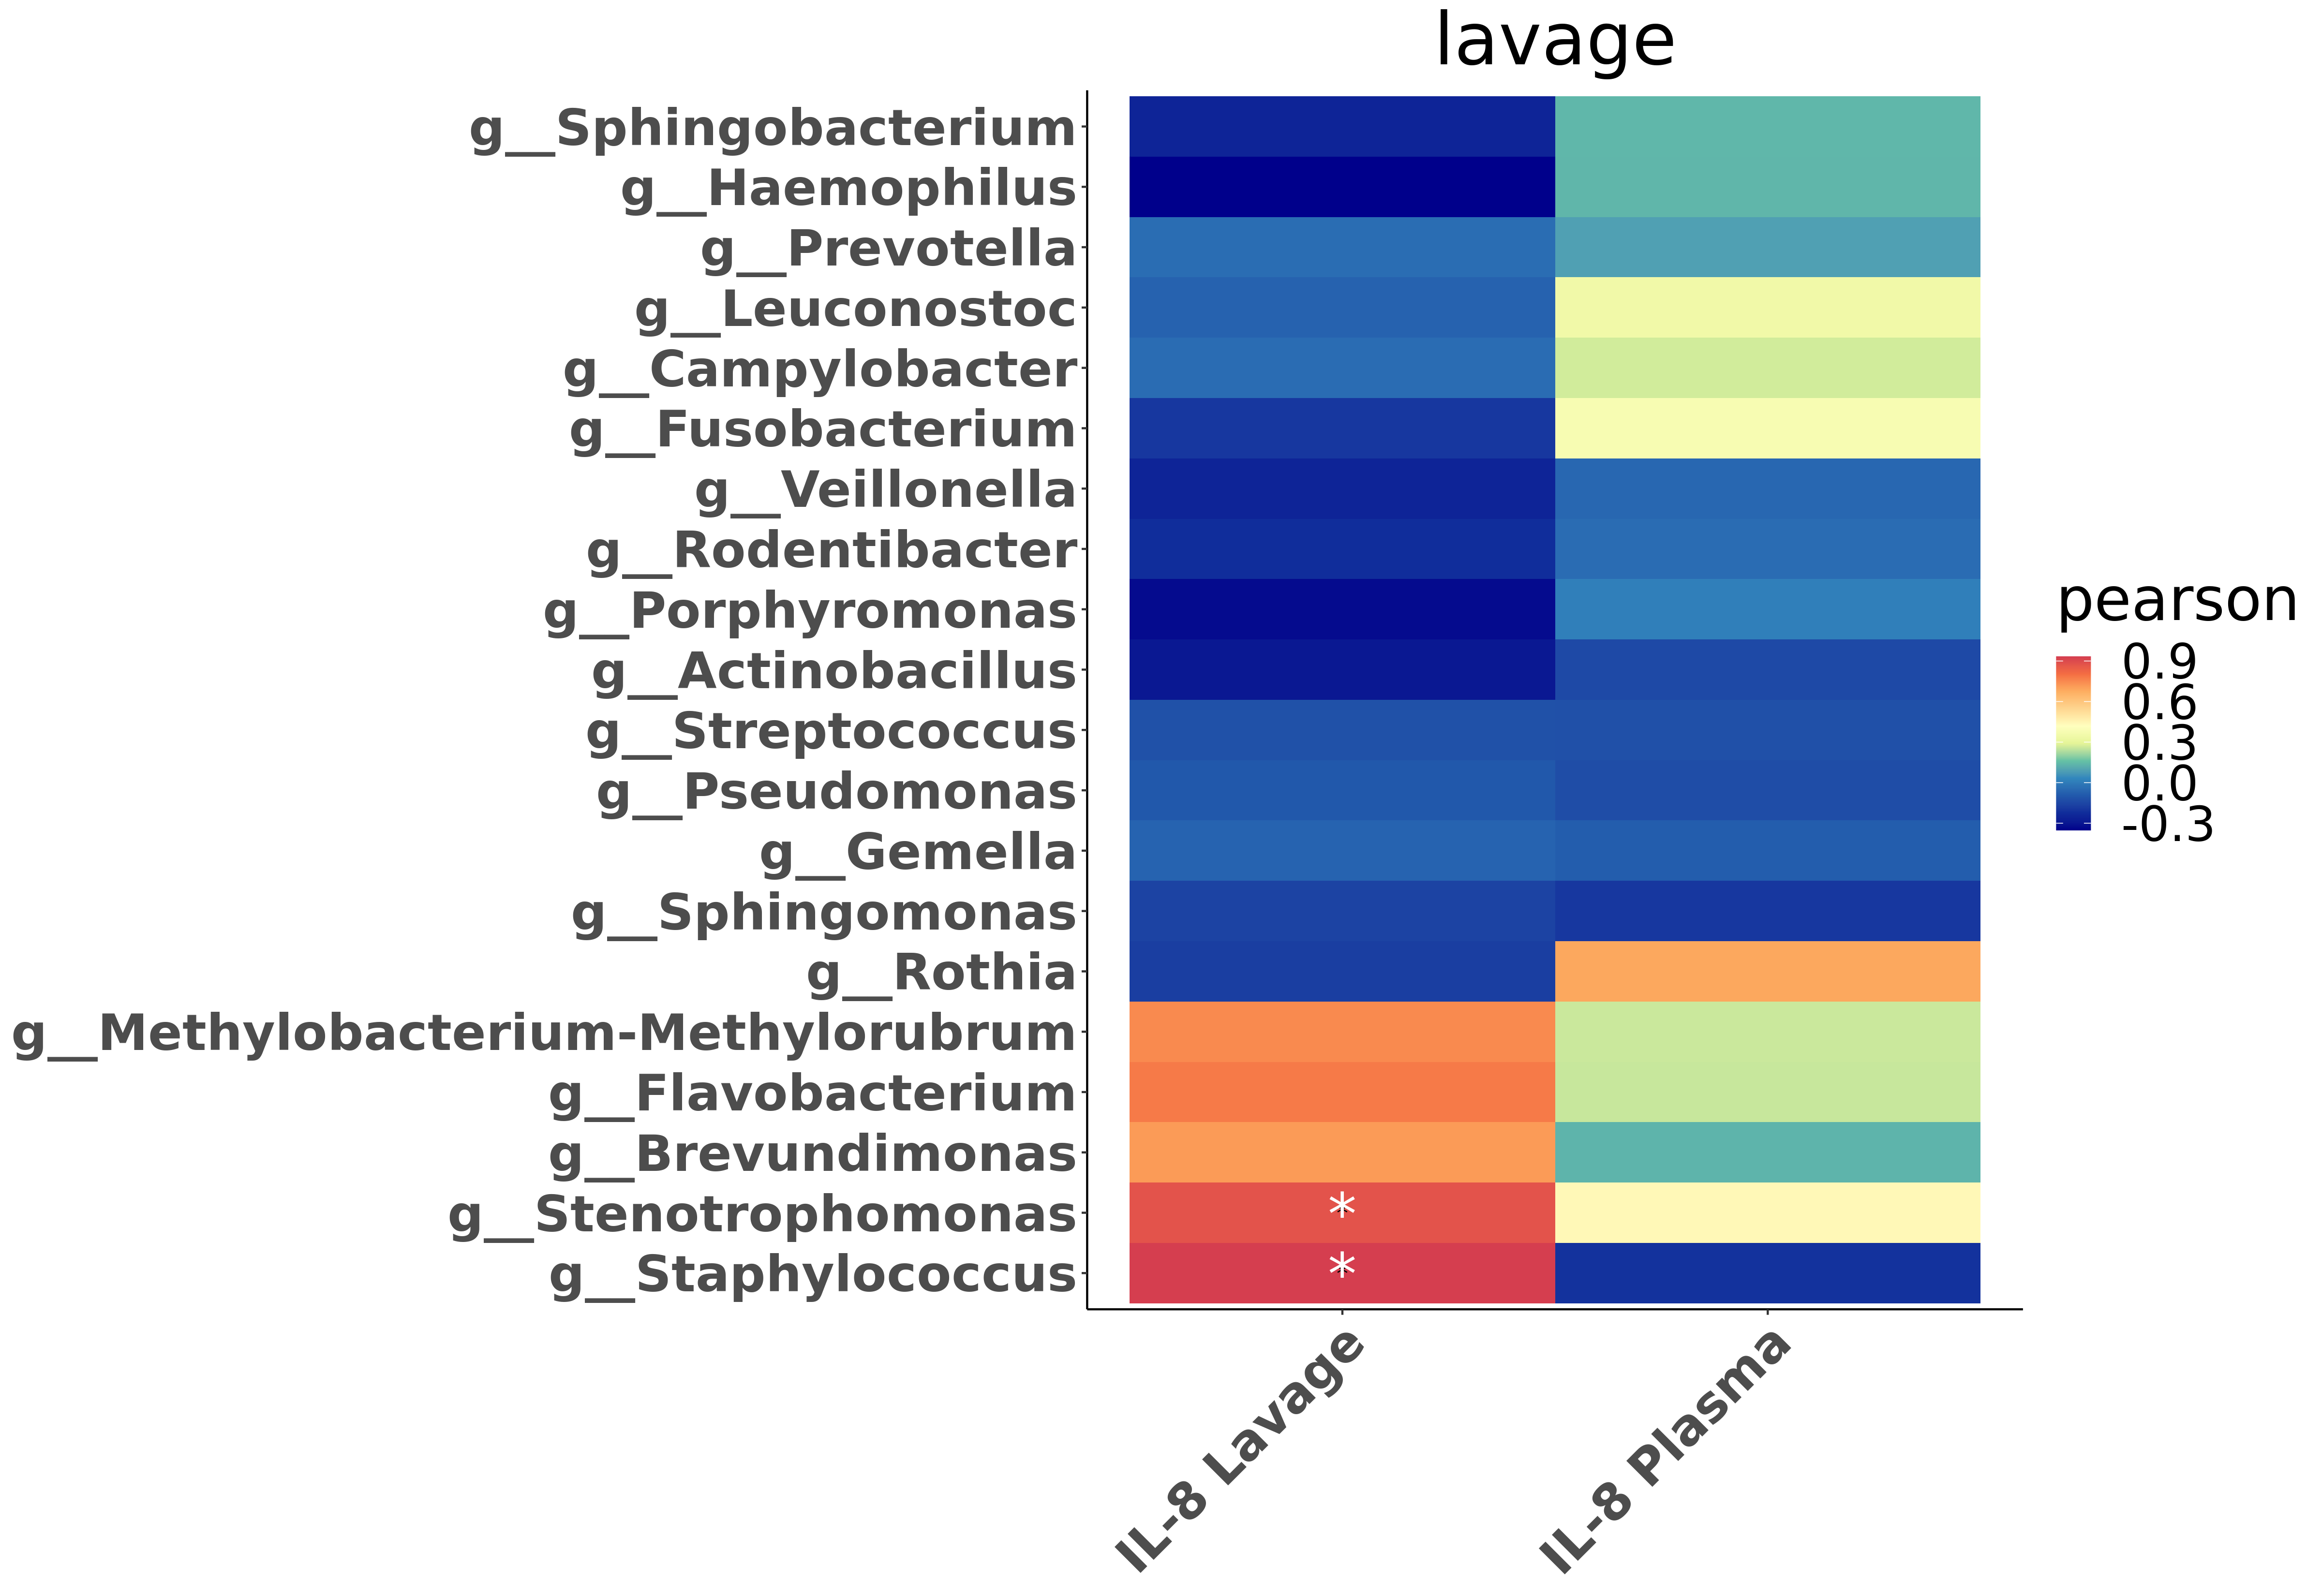 lavage
g__Sphingobacterium
g__Haemophilus
g__Prevotella
g__Leuconostoc
g__Campylobacter
g__Fusobacterium
g__Veillonella
g__Rodentibacter
g__Porphyromonas
g__Actinobacillus
g__Streptococcus
g__Pseudomonas
g__Gemella
g__Sphingomonas
g__Rothia
g__Methylobacterium-Methylorubrum
g__Flavobacterium
g__Brevundimonas
g__Stenotrophomonas
*
g__Staphylococcus
*
IL-8 Lavage
IL-8 Plasma
pearson
0.9
0.6
0.3
0.0
-0.3